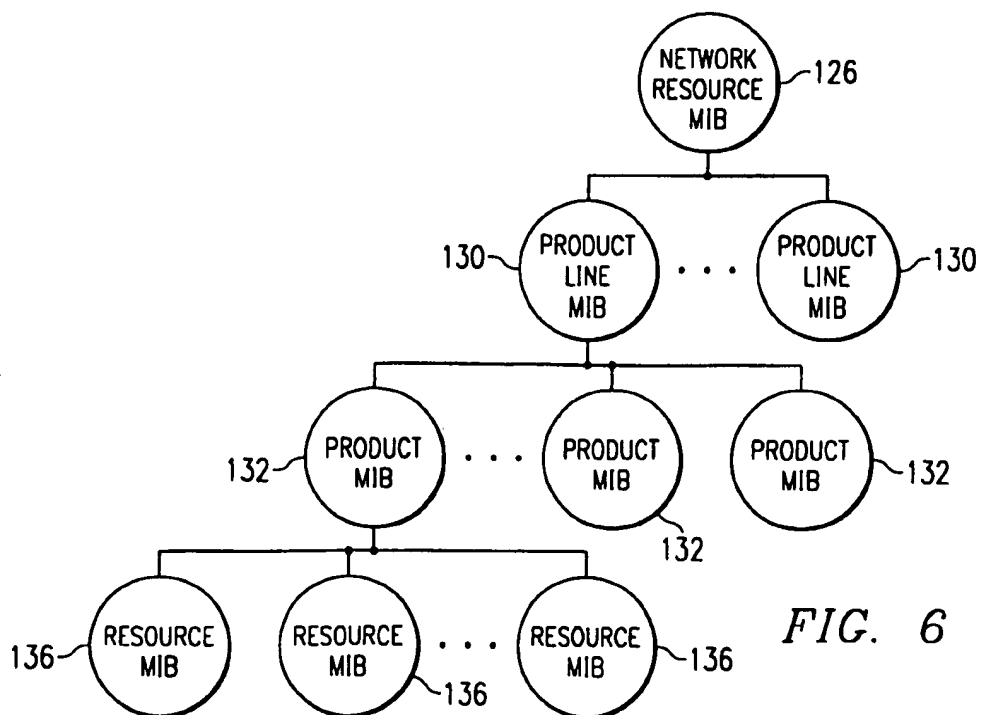 NETWORK
RESOURCE
MIB
126
130
PRODUCT
LINE
MIB
. . .
PRODUCT
LINE
MIB
130
132
PRODUCT
MIB
. . .
PRODUCT
MIB
132
PRODUCT
MIB
132
136
RESOURCE
MIB
RESOURCE
MIB
136
. . .
RESOURCE
MIB
136
FIG. 6